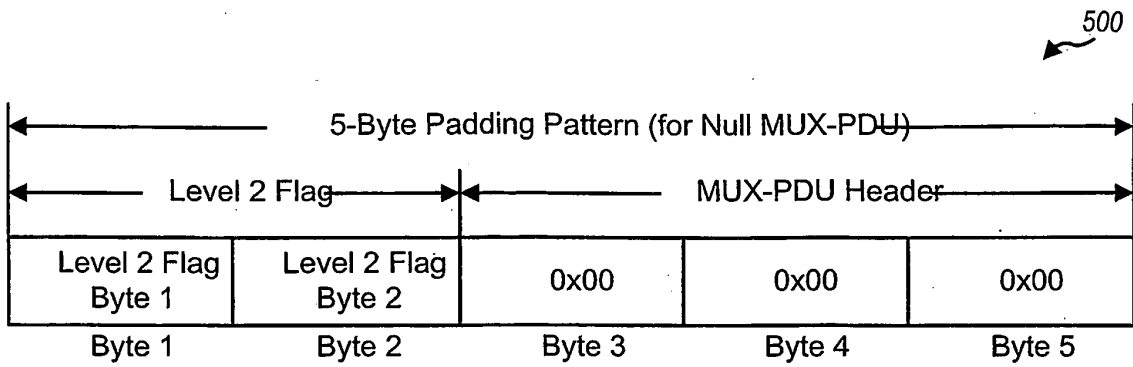 500
5-Byte Padding Pattern (for Null MUX-PDU)
Level 2 Flag MUX-PDU Header
Level 2 Flag Level 2 Flag 0x00 0x00 0x00
Byte 1 Byte 2
Byte 1 Byte 2 Byte 3 Byte 4 Byte 5